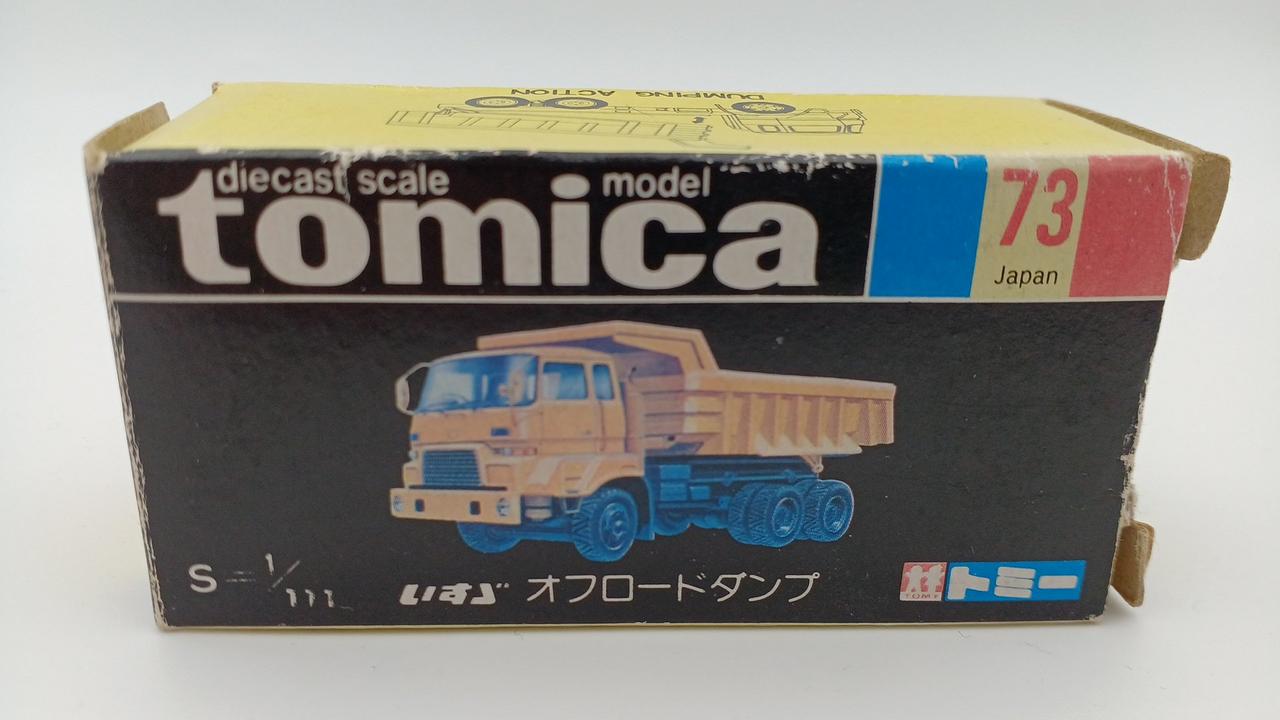 DUMPING ACTION
diecast scale model
tomica
73
Japan
S=1/111
いすゞ オフロードダンプ
TOMY
トミー